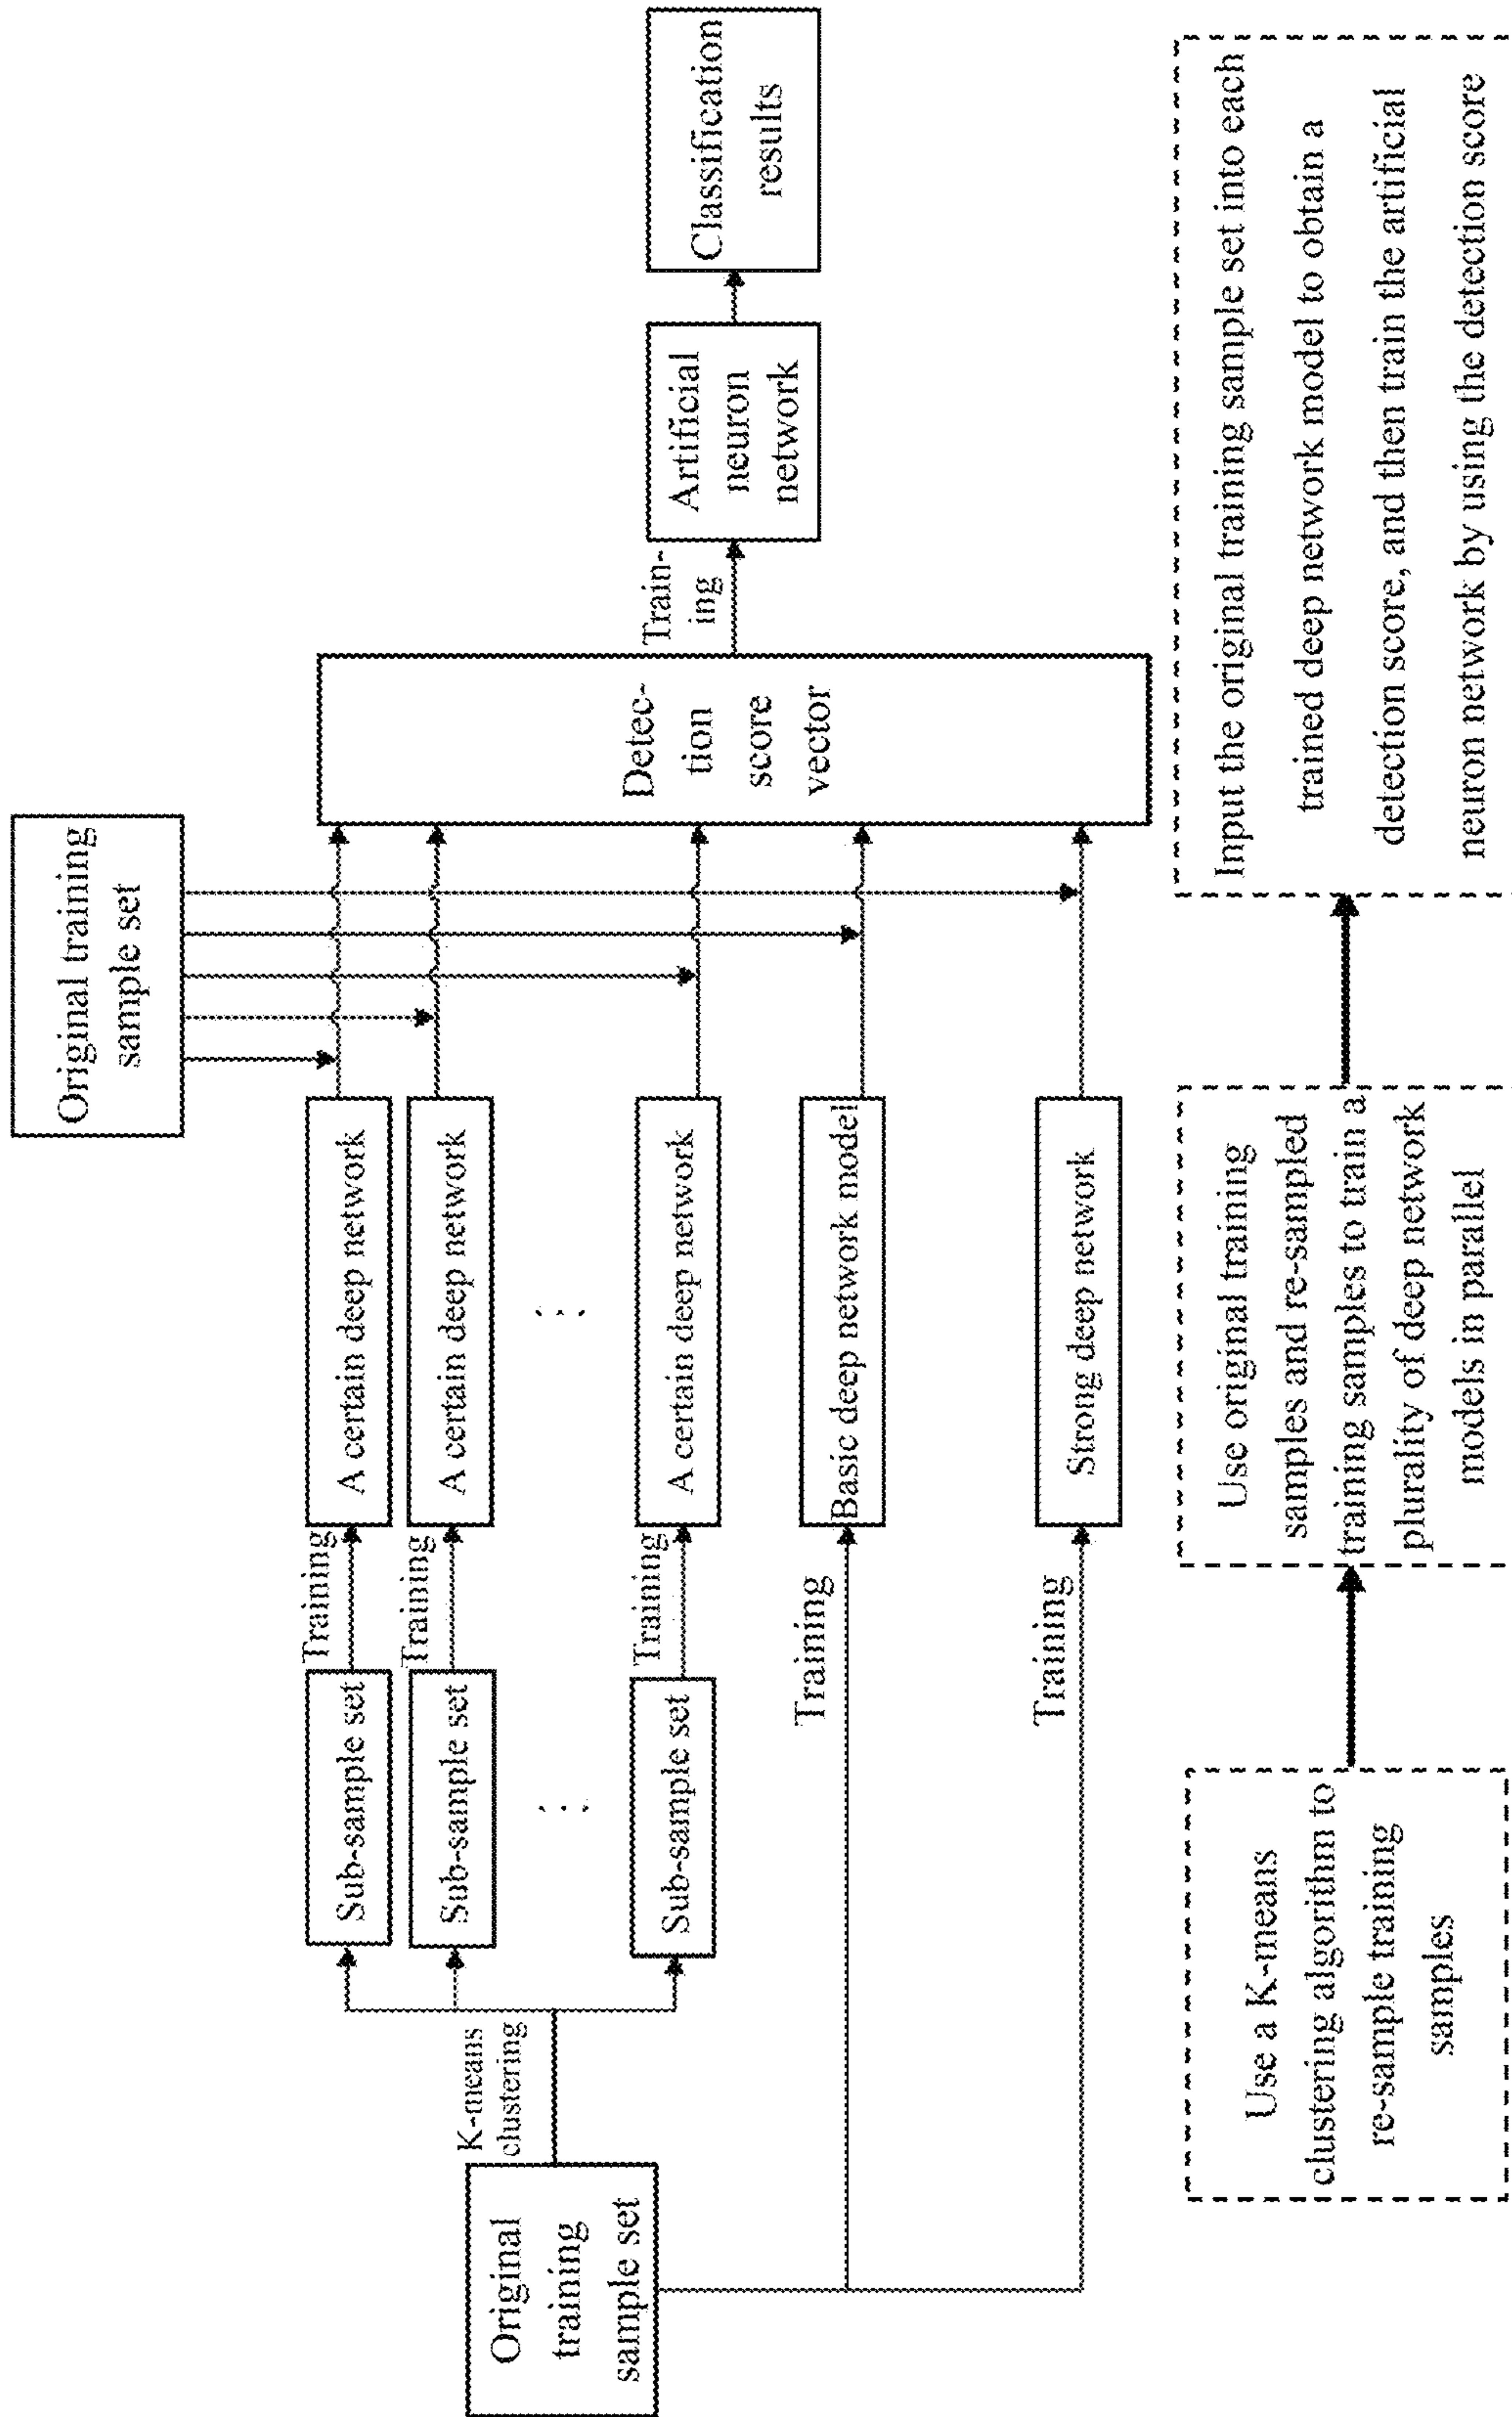 Original
training
sample set
K-means
clustering
Sub-sample set
Sub-sample set
...
Sub-sample set
Training
Training
Training
Training
Training
A certain deep network
A certain deep network
...
A certain deep network
Basic deep network model
Strong deep network
Original training
sample set
Detec-
tion
score
vector
Train-
ing
Artificial
neuron
network
Classification
results
Use a K-means
clustering algorithm to
re-sample training
samples
Use original training
samples and re-sampled
training samples to train a
plurality of deep network
models in parallel
Input the original training sample set into each
trained deep network model to obtain a
detection score, and then train the artificial
neuron network by using the detection score